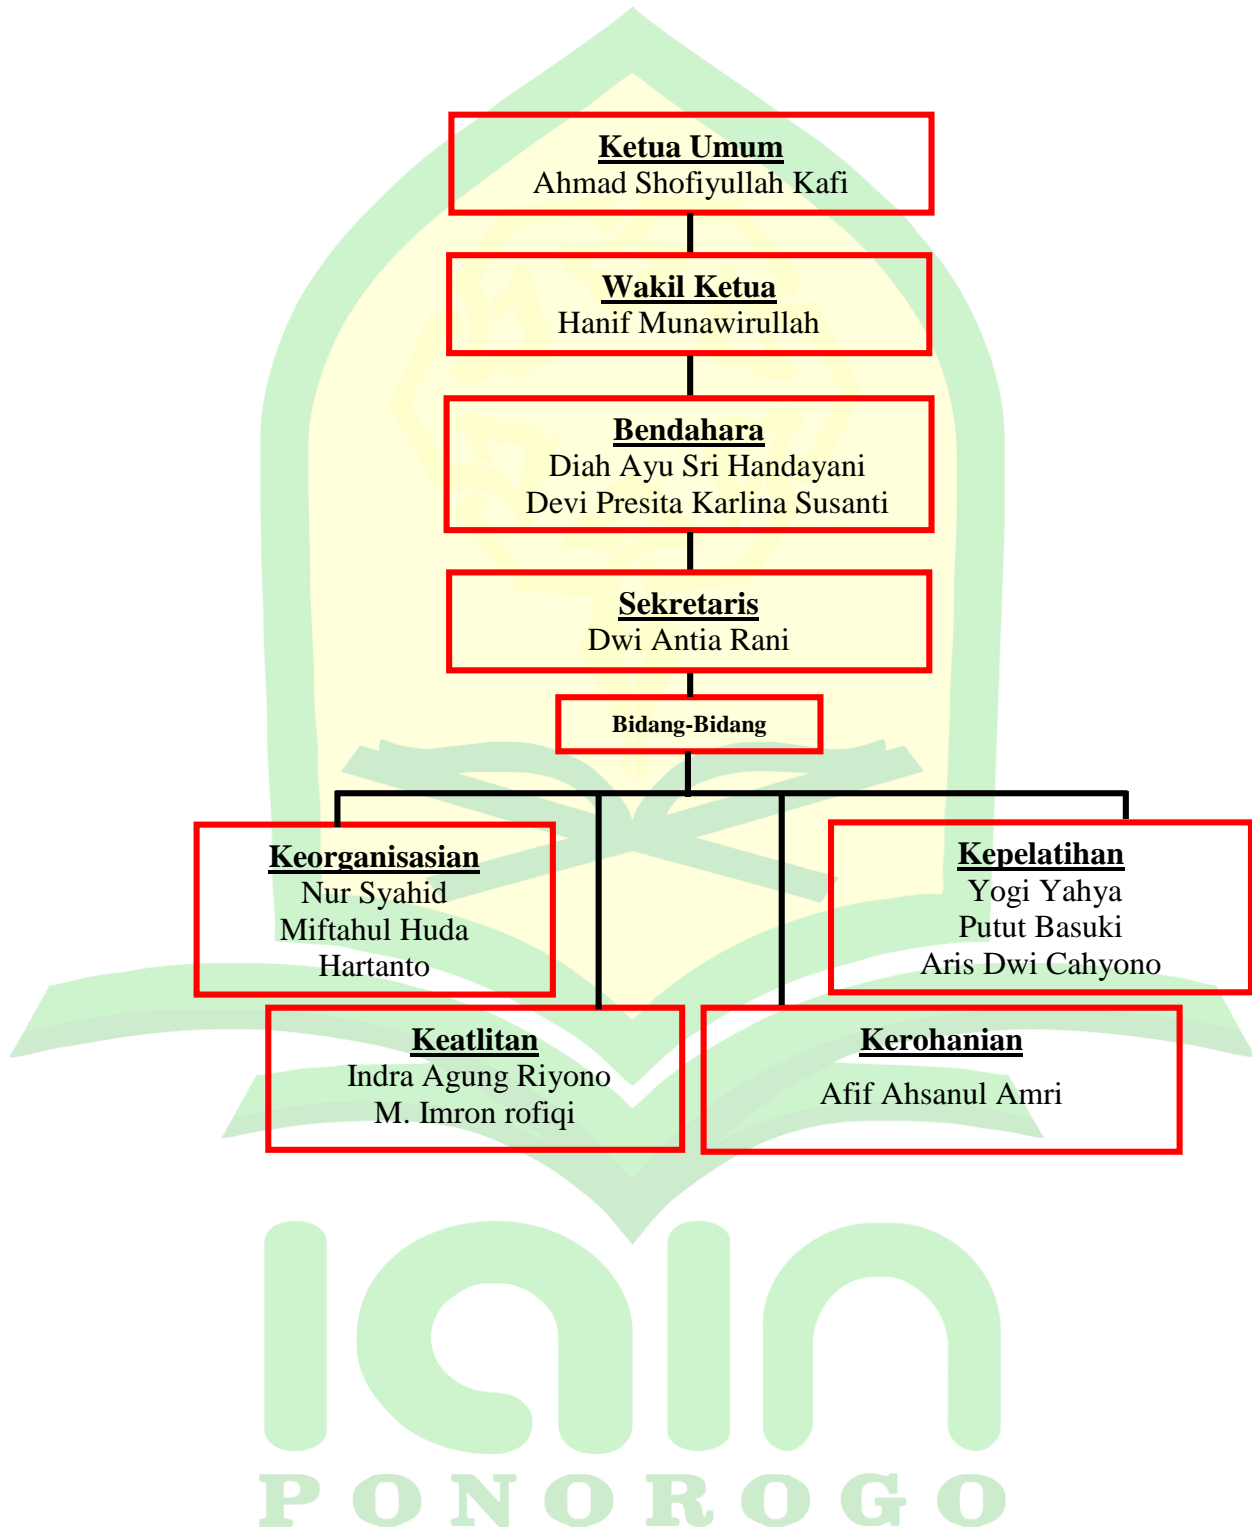 Ketua Umum
Ahmad Shofiyullah Kafi
Wakil Ketua
Hanif Munawirullah
Bendahara
Diah Ayu Sri Handayani
Devi Presita Karlina Susanti
Sekretaris
Dwi Antia Rani
Bidang-Bidang
Keorganisasian
Nur Syahid
Miftahul Huda
Hartanto
Kepelatihan
Yogi Yahya
Putut Basuki
Aris Dwi Cahyono
Keatlitan
Indra Agung Riyono
M. Imron rofiqi
Kerohanian
Afif Ahsanul Amri
iain
PONOROGO